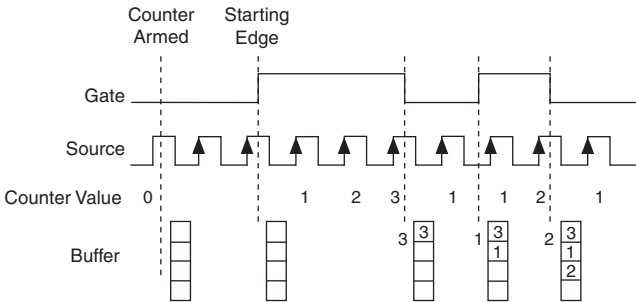 Counter Armed
Starting Edge
Gate
Source
Counter Value 0 1 2 3 1 1 2 1
Buffer
3 3
1 3 1
2 3 1 2